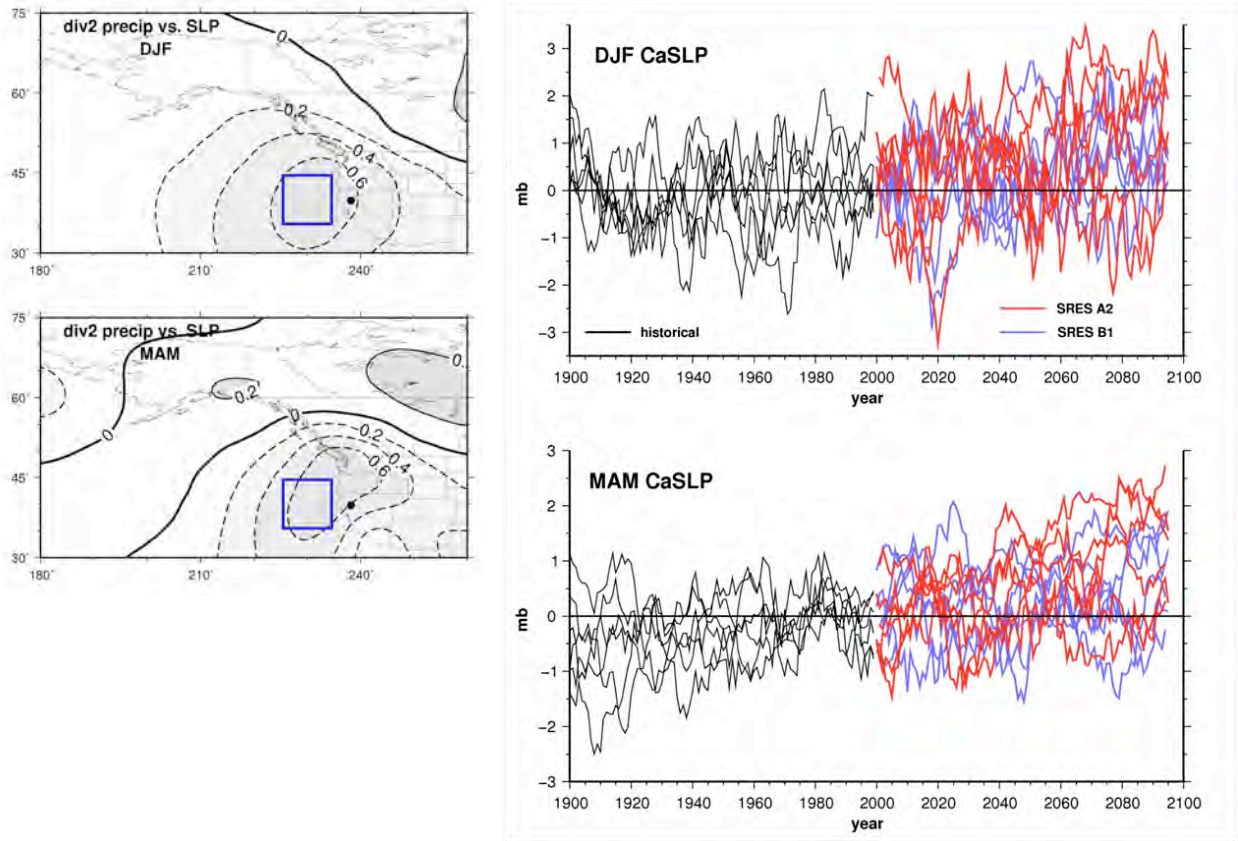 75°
div2 precip vs. SLP
DJF
0
60°
-0.2
-0.4
-0.6
45°
30°
180°
210°
240°
75°
div2 precip vs. SLP
MAM
0.
0.2
60°
0
0
-0.2
-0.4
-0.6
45°
30°
180°
210°
240°
DJF CaSLP
3
2
1
0
-1
-2
-3
mb
historical
SRES A2
SRES B1
1900 1920 1940 1960 1980 2000 2020 2040 2060 2080 2100
year
MAM CaSLP
3
2
1
0
-1
-2
-3
mb
1900 1920 1940 1960 1980 2000 2020 2040 2060 2080 2100
year